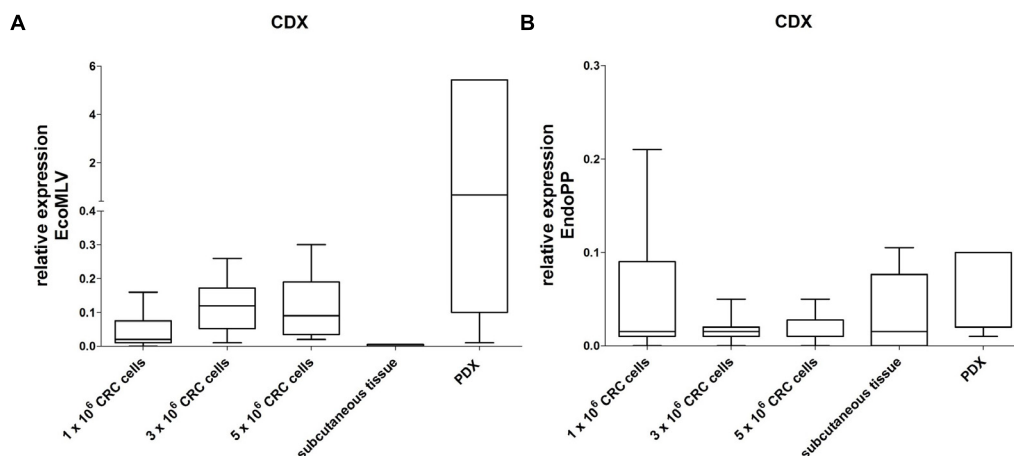 A
CDX
relative expression
EcoMLV
6
4
2
0.4
0.3
0.2
0.1
0.0
1 x 10⁶ CRC cells
3 x 10⁶ CRC cells
5 x 10⁶ CRC cells
subcutaneous tissue
PDX
B
CDX
relative expression
EndoPP
0.3
0.2
0.1
0.0
1 x 10⁶ CRC cells
3 x 10⁶ CRC cells
5 x 10⁶ CRC cells
subcutaneous tissue
PDX